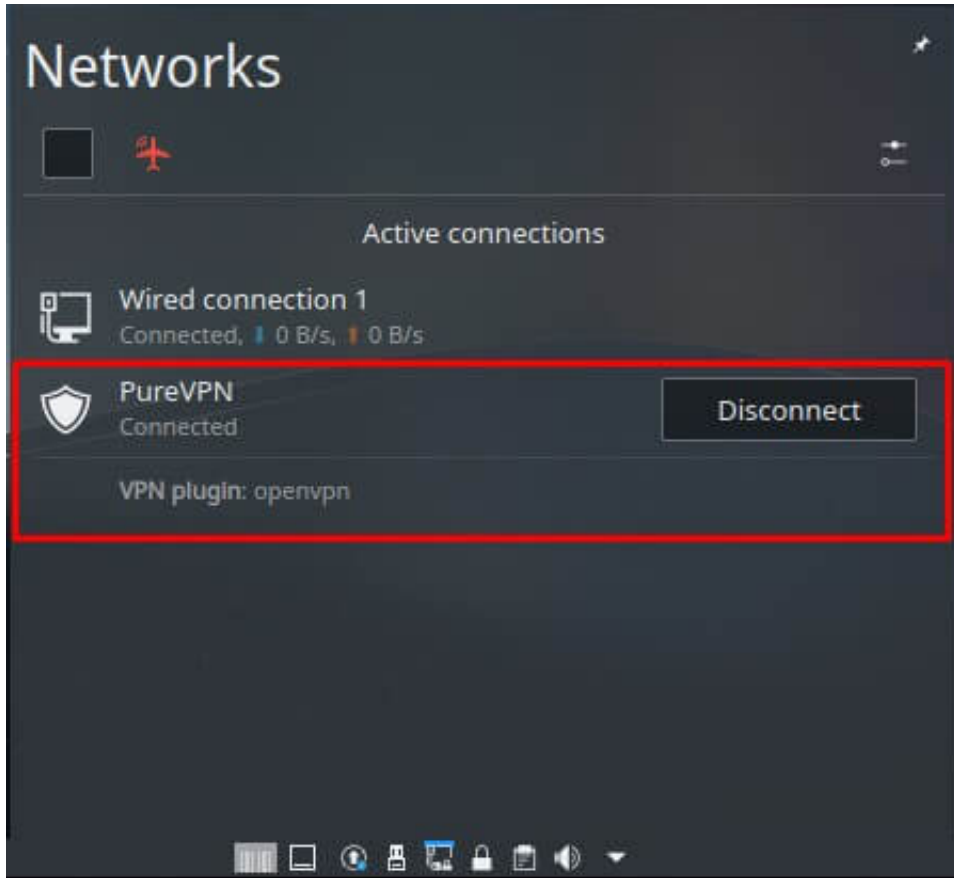 Networks
Active connections
Wired connection 1
Connected, ⬇ 0 B/s, ⬆ 0 B/s
PureVPN
Connected
Disconnect
VPN plugin: openvpn